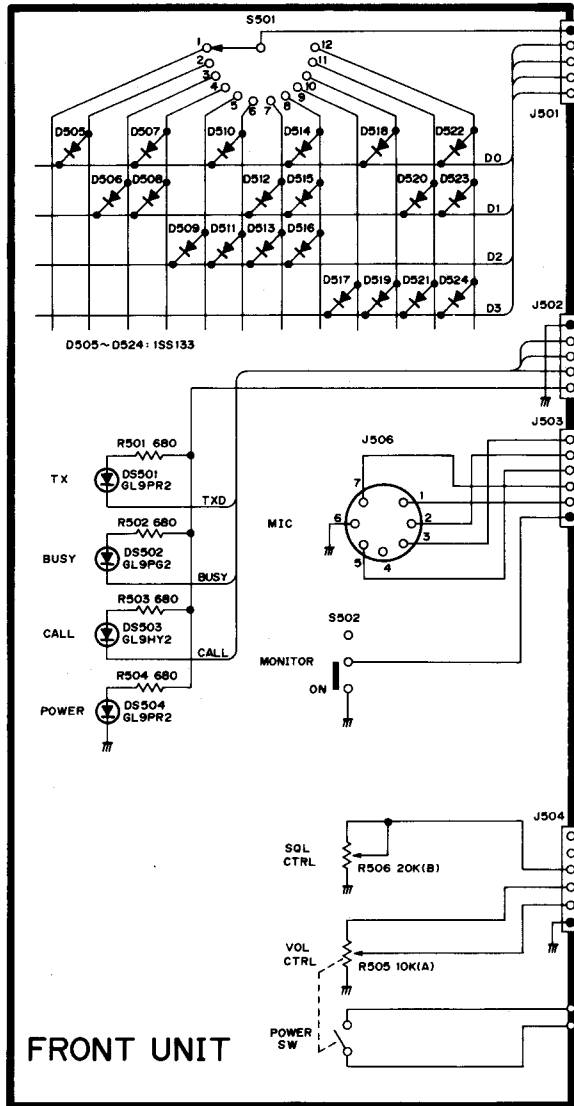 S501
1
12
2
11
3
10
4
9
5
6
7
8
J501
D505
D507
D510
D514
D518
D522
D0
D506
D508
D512
D515
D520
D523
D1
D509
D511
D513
D516
D2
D517
D519
D521
D524
D3
D505~D524: 1SS133
J502
J503
R501 680
TX
DS501
GL9PR2
TXD
R502 680
BUSY
DS502
GL9PG2
BUSY
R503 680
CALL
DS503
GL9HY2
CALL
R504 680
POWER
DS504
GL9PR2
J506
MIC
7
1
6
2
5
3
4
S502
MONITOR
ON
J504
SQL
CTRL
R506 20K(B)
VOL
CTRL
R505 10K(A)
POWER
SW
FRONT UNIT